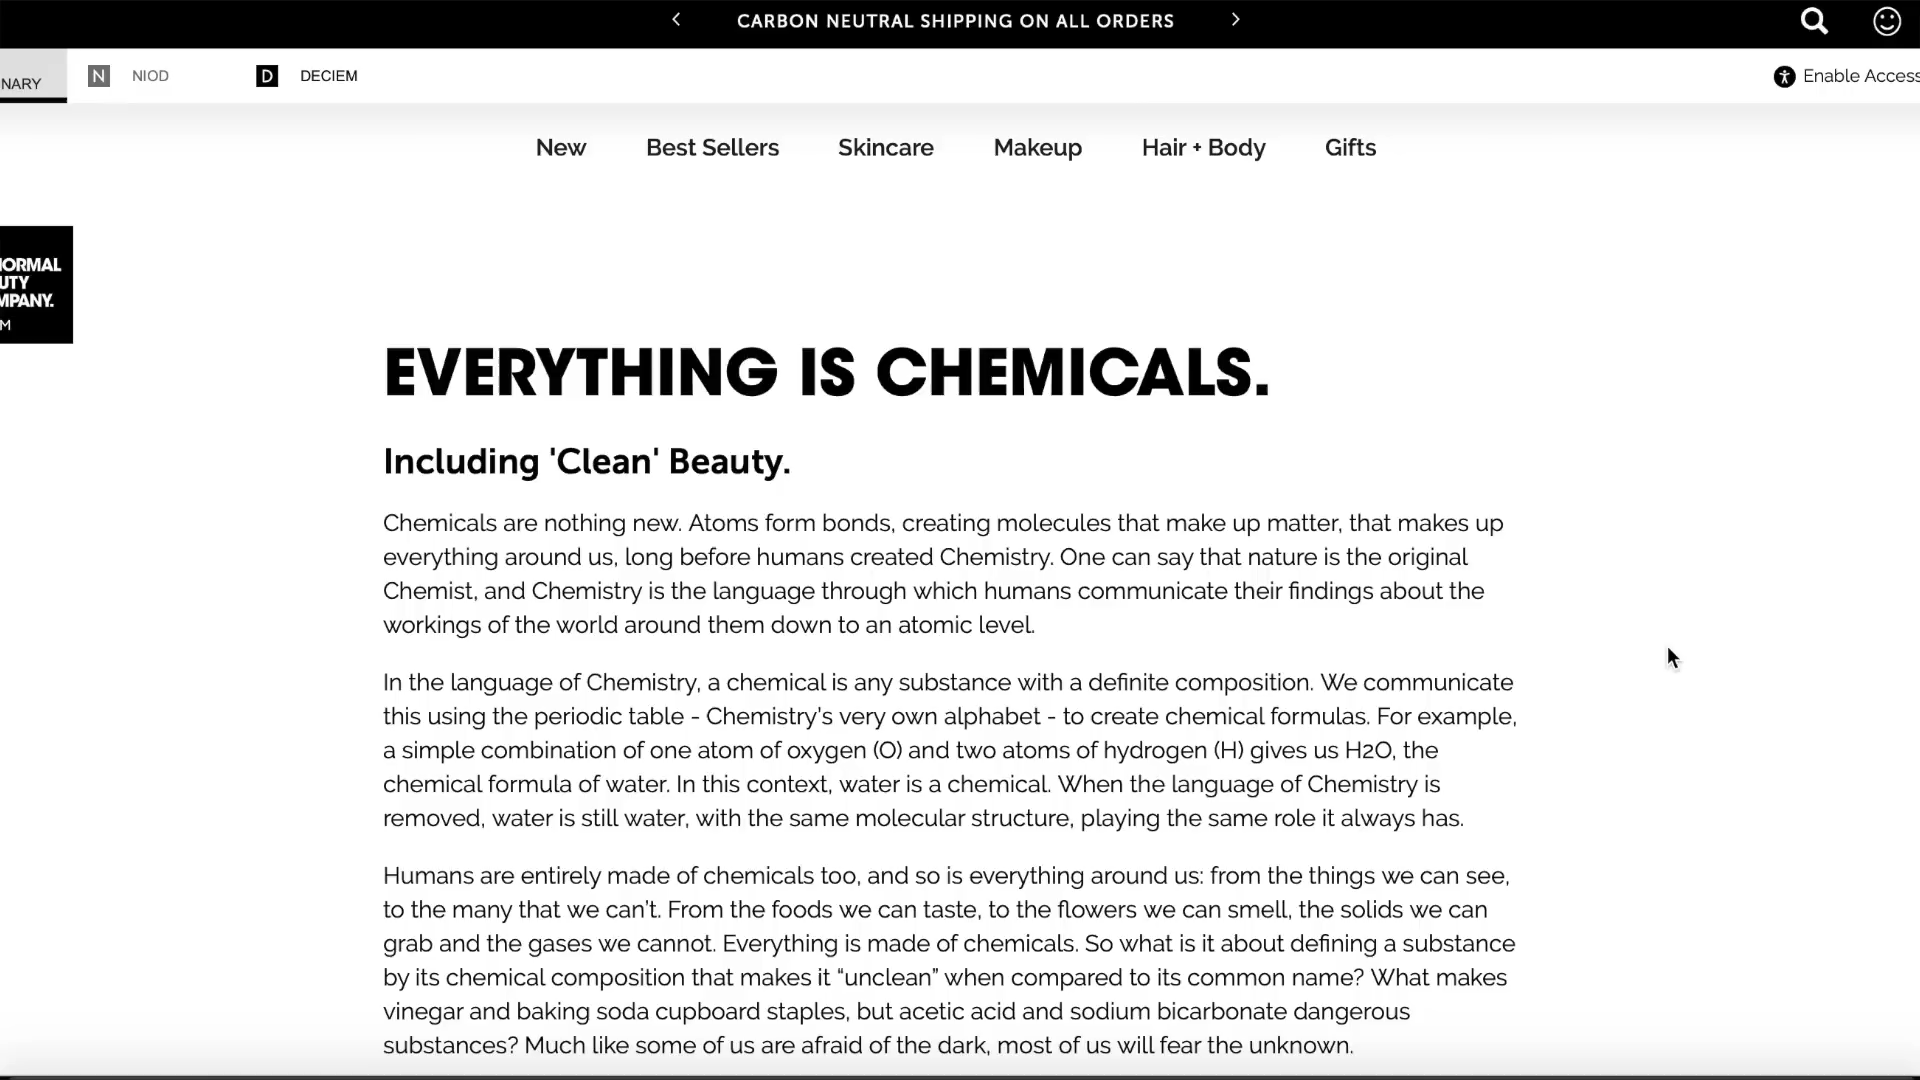 CARBON NEUTRAL SHIPPING ON ALL ORDERS
NARY
N NIOD
D DECIEM
Enable Access
New Best Sellers Skincare Makeup Hair + Body Gifts
ORMAL
UTY
MPANY.
M
EVERYTHING IS CHEMICALS.
Including 'Clean' Beauty.
Chemicals are nothing new. Atoms form bonds, creating molecules that make up matter, that makes up
everything around us, long before humans created Chemistry. One can say that nature is the original
Chemist, and Chemistry is the language through which humans communicate their findings about the
workings of the world around them down to an atomic level.
In the language of Chemistry, a chemical is any substance with a definite composition. We communicate
this using the periodic table - Chemistry's very own alphabet - to create chemical formulas. For example,
a simple combination of one atom of oxygen (O) and two atoms of hydrogen (H) gives us H2O, the
chemical formula of water. In this context, water is a chemical. When the language of Chemistry is
removed, water is still water, with the same molecular structure, playing the same role it always has.
Humans are entirely made of chemicals too, and so is everything around us: from the things we can see,
to the many that we can't. From the foods we can taste, to the flowers we can smell, the solids we can
grab and the gases we cannot. Everything is made of chemicals. So what is it about defining a substance
by its chemical composition that makes it “unclean” when compared to its common name? What makes
vinegar and baking soda cupboard staples, but acetic acid and sodium bicarbonate dangerous
substances? Much like some of us are afraid of the dark, most of us will fear the unknown.